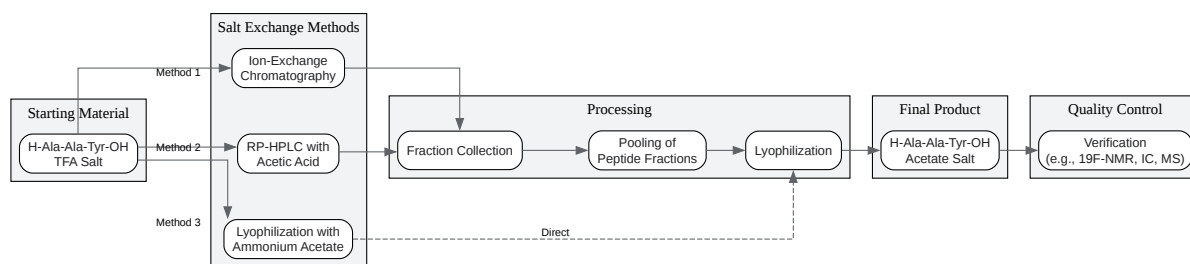 Salt Exchange Methods
Ion-Exchange
Chromatography
Method 1
Starting Material
H-Ala-Ala-Tyr-OH
TFA Salt
Method 2
RP-HPLC with
Acetic Acid
Method 3
Lyophilization with
Ammonium Acetate
Direct
Processing
Fraction Collection
Pooling of
Peptide Fractions
Lyophilization
Final Product
H-Ala-Ala-Tyr-OH
Acetate Salt
Quality Control
Verification
(e.g., 19F-NMR, IC, MS)